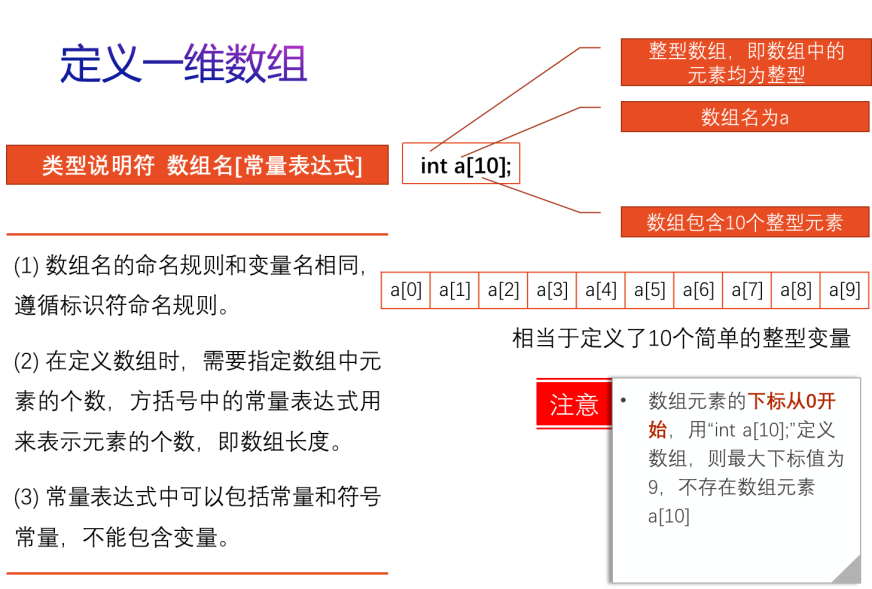 定义一维数组
整型数组，即数组中的
元素均为整型
数组名为a
类型说明符 数组名[常量表达式]
int a[10];
数组包含10个整型元素
(1) 数组名的命名规则和变量名相同，
遵循标识符命名规则。
(2) 在定义数组时，需要指定数组中元
素的个数，方括号中的常量表达式用
来表示元素的个数，即数组长度。
(3) 常量表达式中可以包括常量和符号
常量，不能包含变量。
a[0] a[1] a[2] a[3] a[4] a[5] a[6] a[7] a[8] a[9]
相当于定义了10个简单的整型变量
注意
• 数组元素的下标从0开
始，用“int a[10];”定义
数组，则最大下标值为
9，不存在数组元素
a[10]